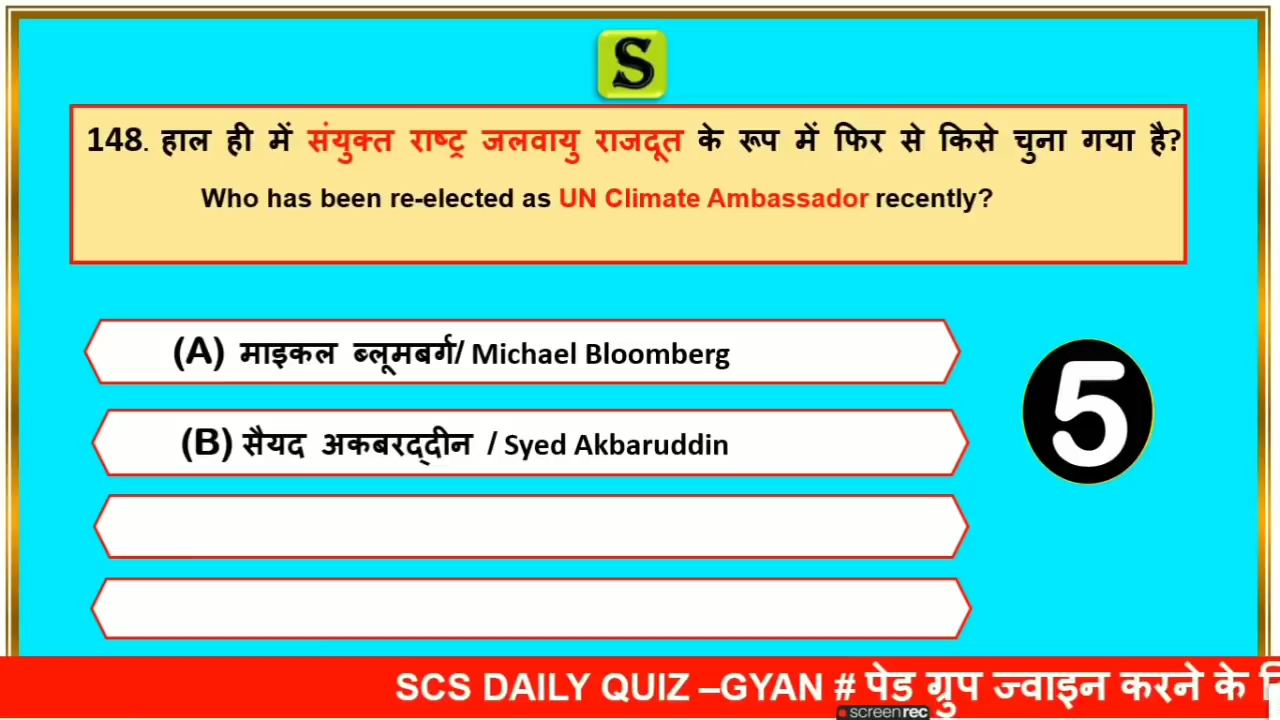 S
148. हाल ही में संयुक्त राष्ट्र जलवायु राजदूत के रूप में फिर से किसे चुना गया है?
Who has been re-elected as UN Climate Ambassador recently?
(A) माइकल ब्लूमबर्ग/ Michael Bloomberg
(B) सैयद अकबरद्दीन / Syed Akbaruddin
5
SCS DAILY QUIZ –GYAN # पेड ग्रुप ज्वाइन करने के
screenrec